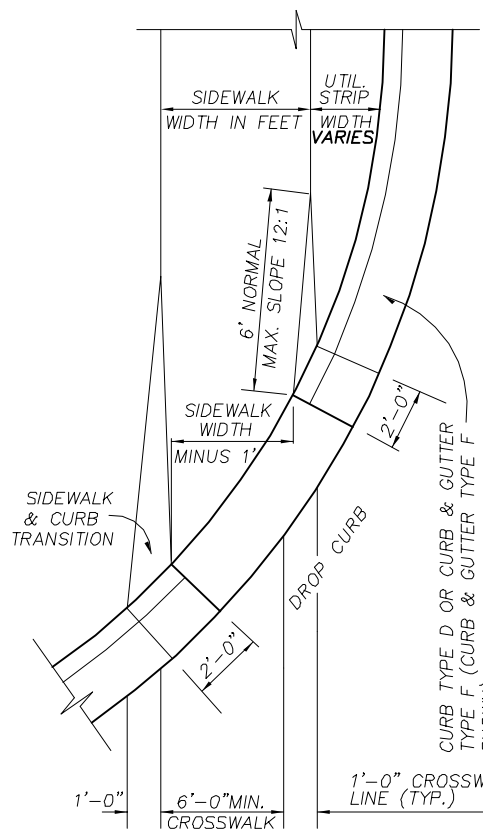 SIDEWALK
WIDTH IN FEET
UTIL.
STRIP
WIDTH
VARIES
6' NORMAL
MAX. SLOPE 12:1
SIDEWALK
WIDTH
MINUS 1'
2'-0"
SIDEWALK
& CURB
TRANSITION
DROP CURB
2'-0"
CURB TYPE D OR CURB & GUTTER
TYPE F (CURB & GUTTER TYPE F
1'-0"
6'-0"MIN.
CROSSWALK
1'-0"
LINE (TYP.)